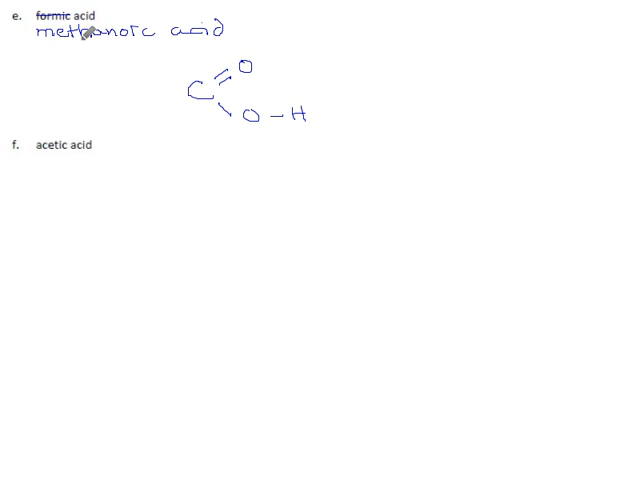 e. formic acid
methanoic acid
O
C
O - H
f. acetic acid